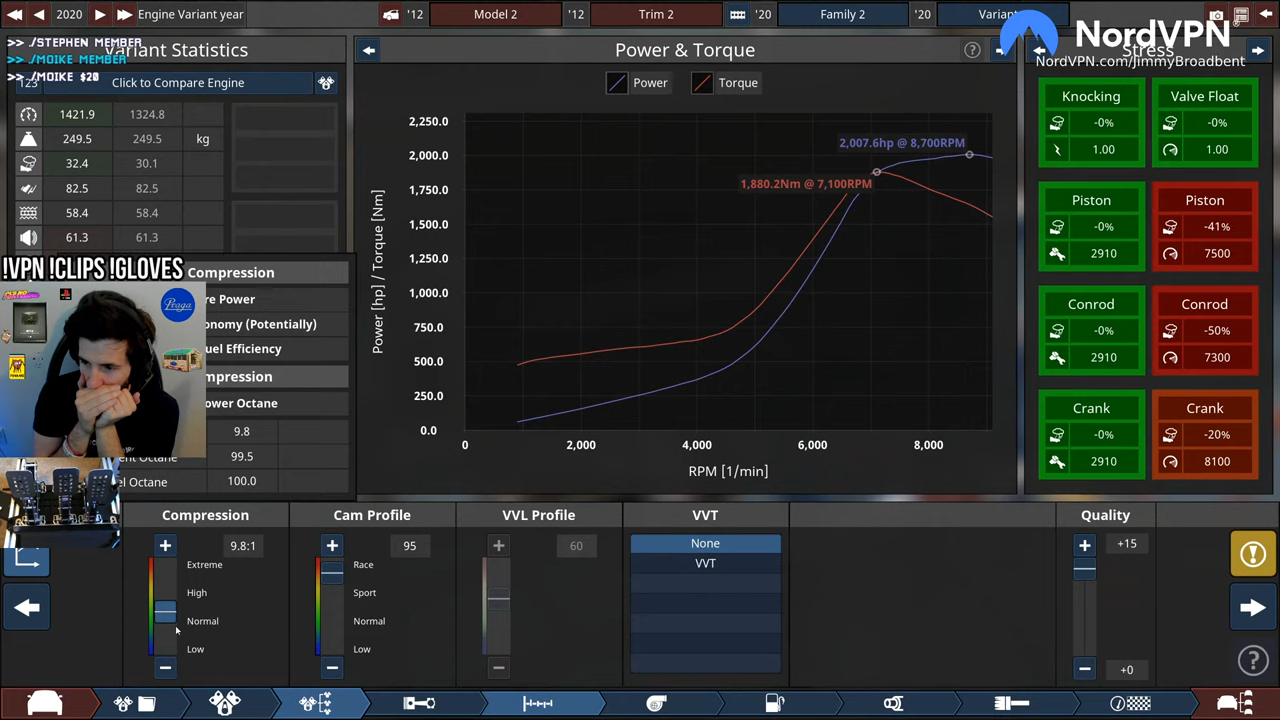 2020
Engine Variant year
'12
Model 2
'12
Trim 2
'20
Family 2
'20
Variant
NordVPN
NordVPN.com/JimmyBroadbent
>> ./STEPHEN MEMBER
>> ./MOIKE MEMBER
>> ./MOIKE $20
Variant Statistics
123
Click to Compare Engine
1421.9 1324.8
249.5 249.5 kg
32.4 30.1
82.5 82.5
58.4 58.4
61.3 61.3
!VPN !CLIPS !GLOVES
Compression
re Power
onomy (Potentially)
uel Efficiency
mpression
ower Octane
9.8
ent Octane 99.5
el Octane 100.0
PLS NO
Praga
Power & Torque
?
Power
Torque
2,250.0
2,000.0
1,750.0
1,500.0
1,250.0
1,000.0
750.0
500.0
250.0
0.0
Power [hp] / Torque [Nm]
2,007.6hp @ 8,700RPM
1,880.2Nm @ 7,100RPM
0
2,000
4,000
6,000
8,000
RPM [1/min]
Stress
Knocking
-0%
1.00
Valve Float
-0%
1.00
Piston
-0%
2910
Piston
-41%
7500
Conrod
-0%
2910
Conrod
-50%
7300
Crank
-0%
2910
Crank
-20%
8100
Compression
9.8:1
Extreme
High
Normal
Low
Cam Profile
95
Race
Sport
Normal
Low
VVL Profile
60
VVT
None
VVT
Quality
+15
+0
?